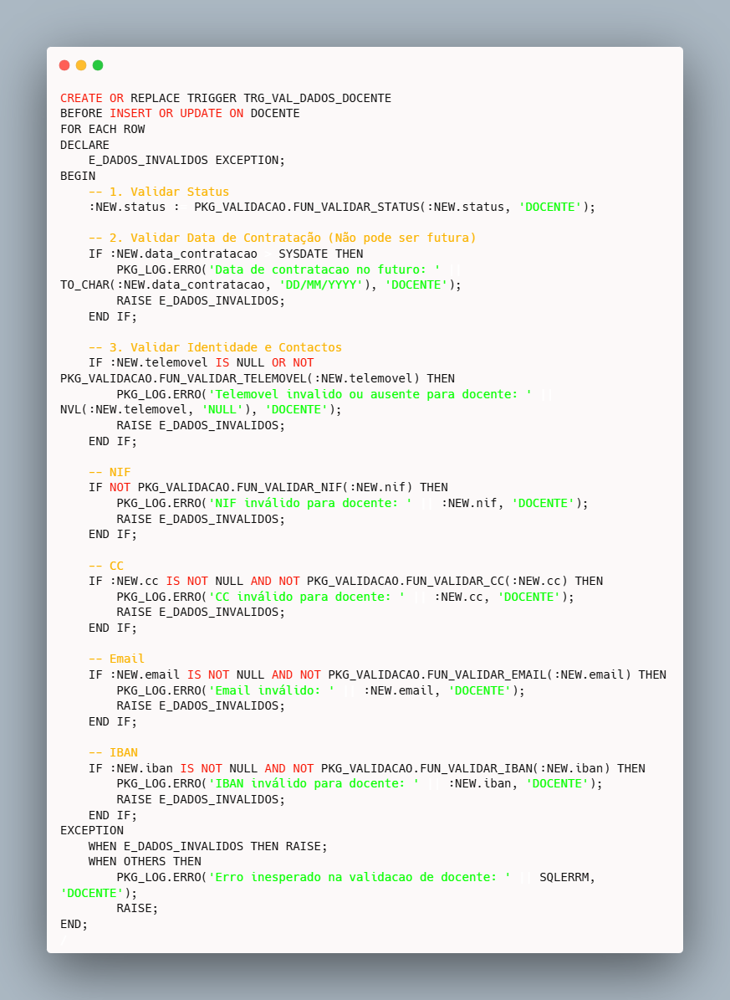 CREATE OR REPLACE TRIGGER TRG_VAL_DADOS_DOCENTE
BEFORE INSERT OR UPDATE ON DOCENTE
FOR EACH ROW
DECLARE
    E_DADOS_INVALIDOS EXCEPTION;
BEGIN
    -- 1. Validar Status
    :NEW.status :  PKG_VALIDACAO.FUN_VALIDAR_STATUS(:NEW.status, 'DOCENTE');

    -- 2. Validar Data de Contratação (Não pode ser futura)
    IF :NEW.data_contratacao   SYSDATE THEN
        PKG_LOG.ERRO('Data de contratacao no futuro: ' ||
TO_CHAR(:NEW.data_contratacao, 'DD/MM/YYYY'), 'DOCENTE');
        RAISE E_DADOS_INVALIDOS;
    END IF;

    -- 3. Validar Identidade e Contactos
    IF :NEW.telemovel IS NULL OR NOT
PKG_VALIDACAO.FUN_VALIDAR_TELEMOVEL(:NEW.telemovel) THEN
        PKG_LOG.ERRO('Telemovel invalido ou ausente para docente: ' ||
NVL(:NEW.telemovel, 'NULL'), 'DOCENTE');
        RAISE E_DADOS_INVALIDOS;
    END IF;

    -- NIF
    IF NOT PKG_VALIDACAO.FUN_VALIDAR_NIF(:NEW.nif) THEN
        PKG_LOG.ERRO('NIF inválido para docente: ' || :NEW.nif, 'DOCENTE');
        RAISE E_DADOS_INVALIDOS;
    END IF;

    -- CC
    IF :NEW.cc IS NOT NULL AND NOT PKG_VALIDACAO.FUN_VALIDAR_CC(:NEW.cc) THEN
        PKG_LOG.ERRO('CC inválido para docente: ' || :NEW.cc, 'DOCENTE');
        RAISE E_DADOS_INVALIDOS;
    END IF;

    -- Email
    IF :NEW.email IS NOT NULL AND NOT PKG_VALIDACAO.FUN_VALIDAR_EMAIL(:NEW.email) THEN
        PKG_LOG.ERRO('Email inválido: ' || :NEW.email, 'DOCENTE');
        RAISE E_DADOS_INVALIDOS;
    END IF;

    -- IBAN
    IF :NEW.iban IS NOT NULL AND NOT PKG_VALIDACAO.FUN_VALIDAR_IBAN(:NEW.iban) THEN
        PKG_LOG.ERRO('IBAN inválido para docente: ' || :NEW.iban, 'DOCENTE');
        RAISE E_DADOS_INVALIDOS;
    END IF;
EXCEPTION
    WHEN E_DADOS_INVALIDOS THEN RAISE;
    WHEN OTHERS THEN
        PKG_LOG.ERRO('Erro inesperado na validacao de docente: ' || SQLERRM,
'DOCENTE');
        RAISE;
END;
/